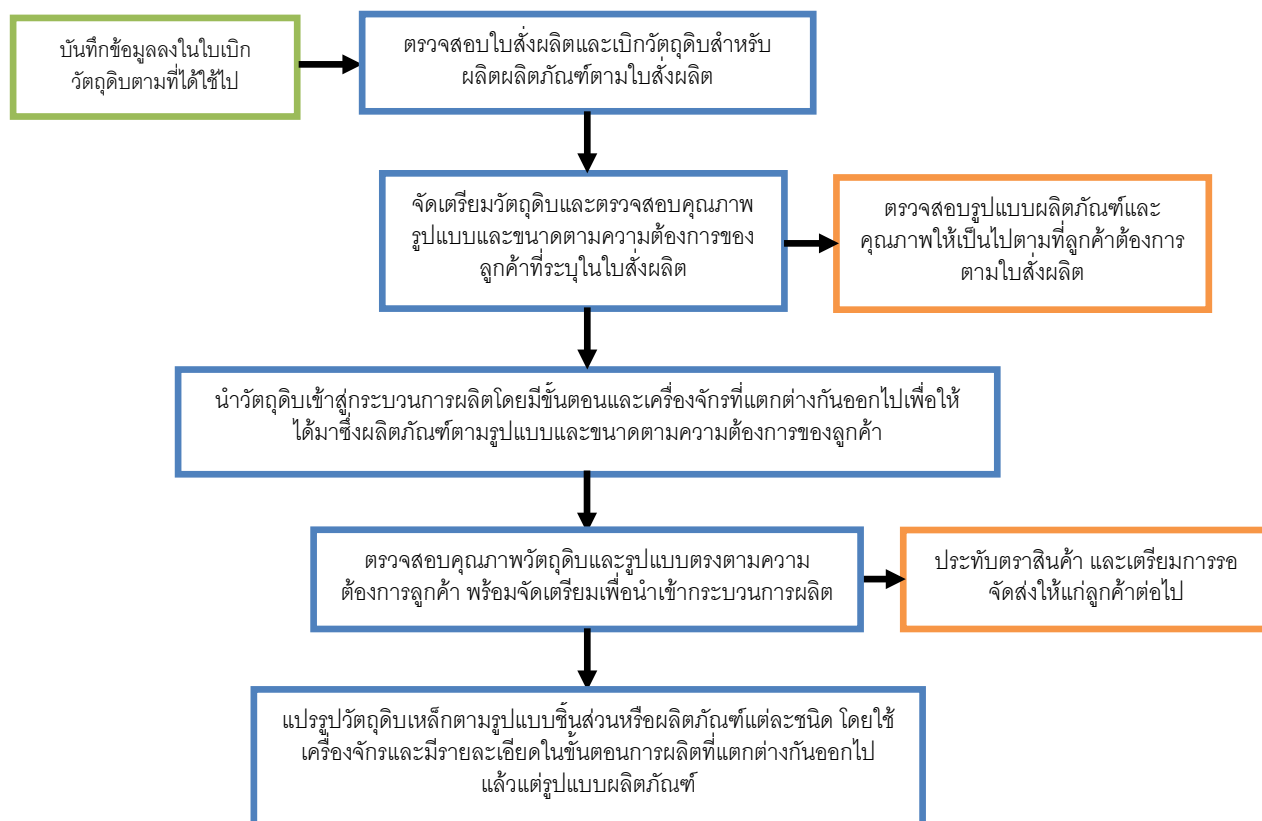 บันทึกข้อมูลลงในใบเบิก
วัตถุดิบตามที่ได้ใช้ไป
ตรวจสอบใบสั่งผลิตและเบิกวัตถุดิบสำหรับ
ผลิตผลิตภัณฑ์ตามใบสั่งผลิต
จัดเตรียมวัตถุดิบและตรวจสอบคุณภาพ
รูปแบบและขนาดตามความต้องการของ
ลูกค้าที่ระบุในใบสั่งผลิต
ตรวจสอบรูปแบบผลิตภัณฑ์และ
คุณภาพให้เป็นไปตามที่ลูกค้าต้องการ
ตามใบสั่งผลิต
นำวัตถุดิบเข้าสู่กระบวนการผลิตโดยมีขั้นตอนและเครื่องจักรที่แตกต่างกันออกไปเพื่อให้
ได้มาซึ่งผลิตภัณฑ์ตามรูปแบบและขนาดตามความต้องการของลูกค้า
ตรวจสอบคุณภาพวัตถุดิบและรูปแบบตรงตามความ
ต้องการลูกค้า พร้อมจัดเตรียมเพื่อนำเข้ากระบวนการผลิต
ประทับตราสินค้า และเตรียมการรอ
จัดส่งให้แก่ลูกค้าต่อไป
แปรรูปวัตถุดิบเหล็กตามรูปแบบชิ้นส่วนหรือผลิตภัณฑ์แต่ละชนิด โดยใช้
เครื่องจักรและมีรายละเอียดในขั้นตอนการผลิตที่แตกต่างกันออกไป
แล้วแต่รูปแบบผลิตภัณฑ์